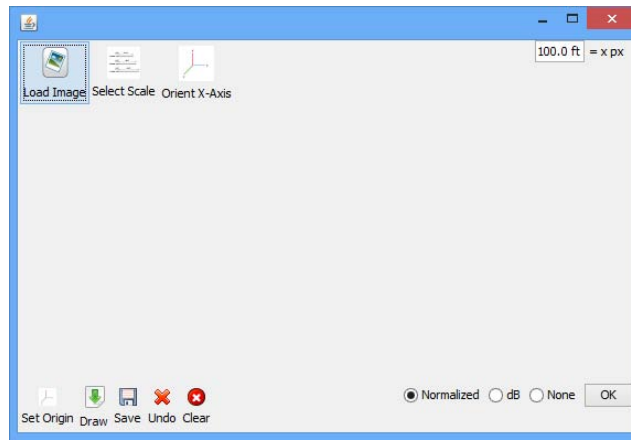 100.0 ft = x px
Load Image Select Scale Orient X-Axis
Normalized dB None OK
Set Origin Draw Save Undo Clear